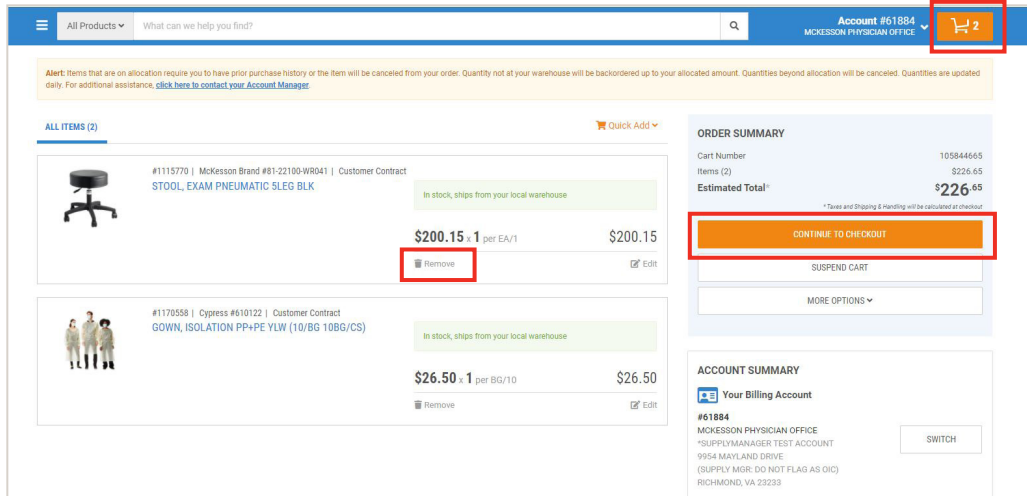 All Products
What can we help you find?
Account #61884
MCKESSON PHYSICIAN OFFICE
2
Alert: Items that are on allocation require you to have prior purchase history or the item will be canceled from your order. Quantity not at your warehouse will be backordered up to your allocated amount. Quantities beyond allocation will be canceled. Quantities are updated
daily. For additional assistance, click here to contact your Account Manager.
ALL ITEMS (2)
Quick Add
#1115770 | McKesson Brand #81-22100-WR041 | Customer Contract
STOOL, EXAM PNEUMATIC 5LEG BLK
In stock, ships from your local warehouse
$200.15 x 1 per EA/1 $200.15
Remove Edit
#1170558 | Cypress #610122 | Customer Contract
GOWN, ISOLATION PP+PE YLW (10/BG 10BG/CS)
In stock, ships from your local warehouse
$26.50 x 1 per BG/10 $26.50
Remove Edit
ORDER SUMMARY
Cart Number 105844665
Items (2) $226.65
Estimated Total* $226.65
* Taxes and Shipping & Handling will be calculated at checkout
CONTINUE TO CHECKOUT
SUSPEND CART
MORE OPTIONS
ACCOUNT SUMMARY
Your Billing Account
#61884
MCKESSON PHYSICIAN OFFICE
*SUPPLYMANAGER TEST ACCOUNT
9954 MAYLAND DRIVE
(SUPPLY MGR: DO NOT FLAG AS OIC)
RICHMOND, VA 23233
SWITCH